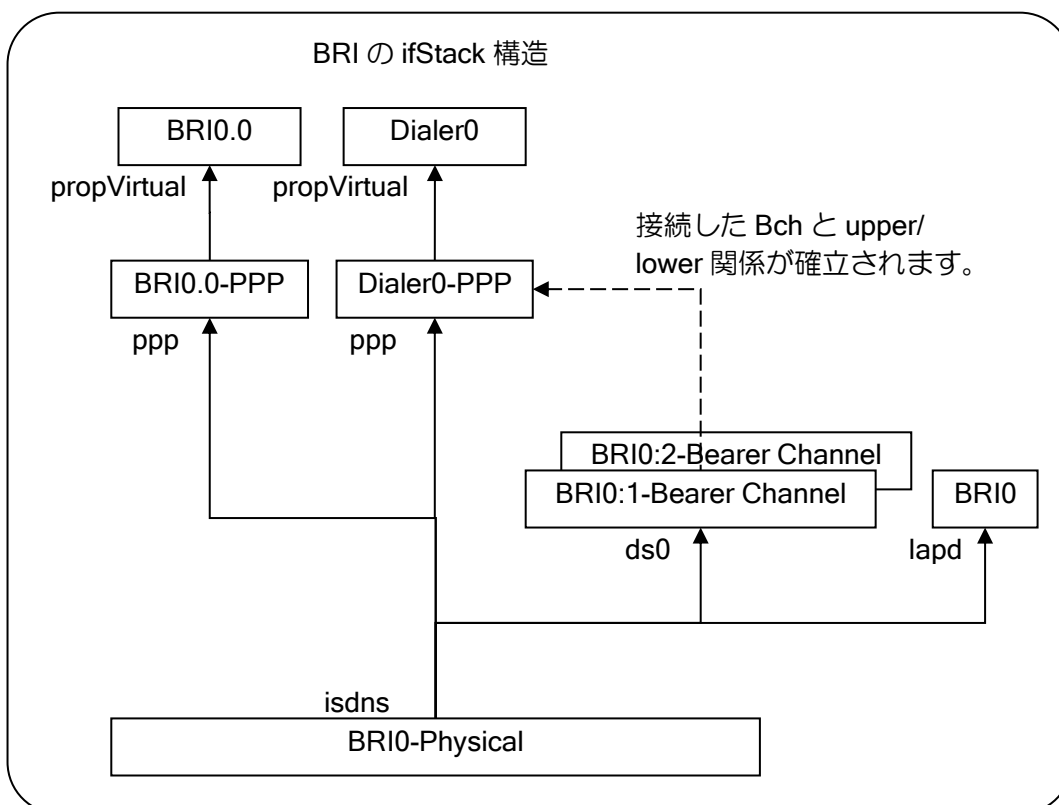 BRI の ifStack 構造
BRI0.0
Dialer0
propVirtual
propVirtual
接続した Bch と upper/
lower 関係が確立されます。
BRI0.0-PPP
Dialer0-PPP
ppp
ppp
BRI0:2-Bearer Channel
BRI0:1-Bearer Channel
BRI0
ds0
lapd
isdns
BRI0-Physical